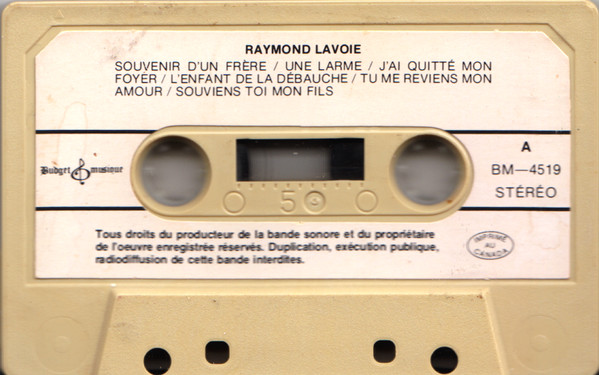 RAYMOND LAVOIE
SOUVENIR D'UN FRÈRE / UNE LARME / J'AI QUITTÉ MON
FOYER / L'ENFANT DE LA DÉBAUCHE / TU ME REVIENS MON
AMOUR / SOUVIENS TOI MON FILS
A
Budget musique
BM—4519
STÉRÉO
50
Tous droits du producteur de la bande sonore et du propriétaire
de l'oeuvre enregistrée réservés. Duplication, exécution publique,
radiodiffusion de cette bande interdites.
IMPRIMÉ
AU
CANADA